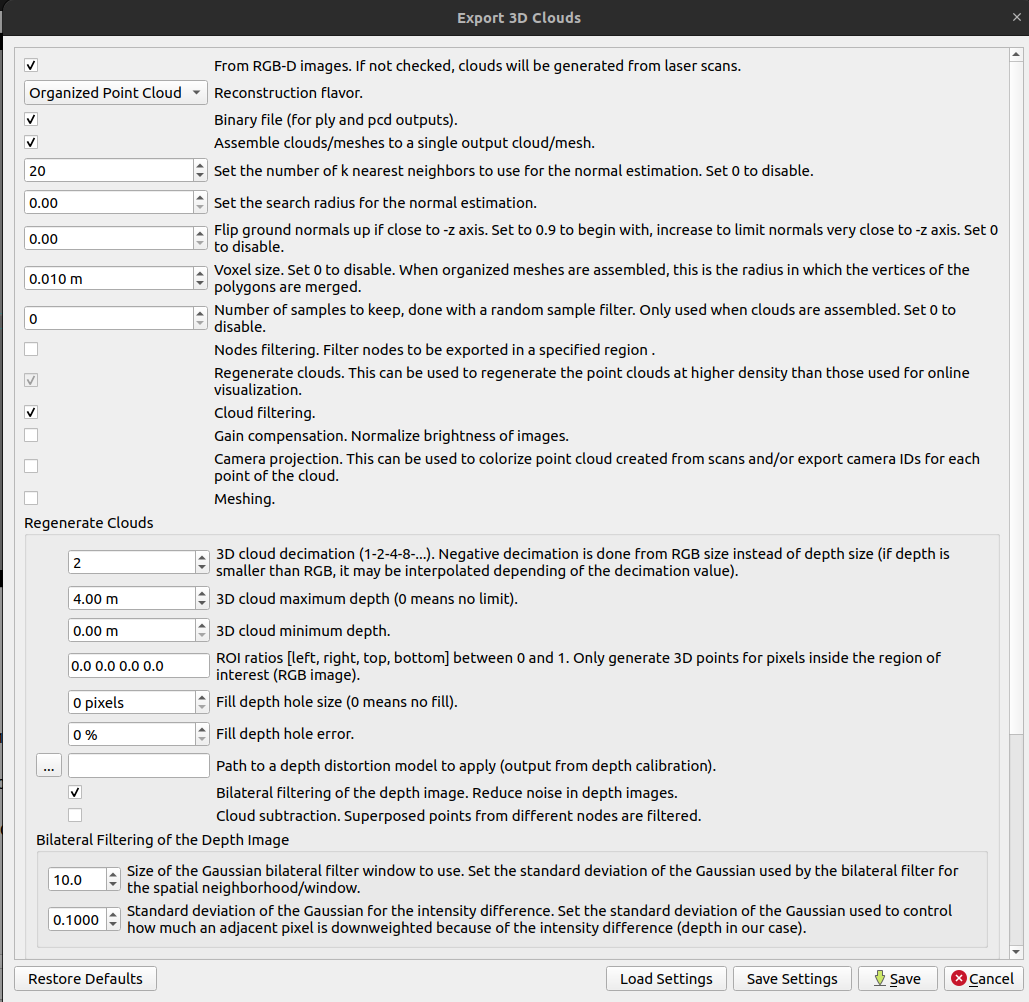 Export 3D Clouds
From RGB-D images. If not checked, clouds will be generated from laser scans.
Organized Point Cloud Reconstruction flavor.
Binary file (for ply and pcd outputs).
Assemble clouds/meshes to a single output cloud/mesh.
20 Set the number of k nearest neighbors to use for the normal estimation. Set 0 to disable.
0.00 Set the search radius for the normal estimation.
0.00 Flip ground normals up if close to -z axis. Set to 0.9 to begin with, increase to limit normals very close to -z axis. Set 0
to disable.
0.010 m Voxel size. Set 0 to disable. When organized meshes are assembled, this is the radius in which the vertices of the
polygons are merged.
0 Number of samples to keep, done with a random sample filter. Only used when clouds are assembled. Set 0 to
disable.
Nodes filtering. Filter nodes to be exported in a specified region .
Regenerate clouds. This can be used to regenerate the point clouds at higher density than those used for online
visualization.
Cloud filtering.
Gain compensation. Normalize brightness of images.
Camera projection. This can be used to colorize point cloud created from scans and/or export camera IDs for each
point of the cloud.
Meshing.
Regenerate Clouds
2 3D cloud decimation (1-2-4-8-...). Negative decimation is done from RGB size instead of depth size (if depth is
smaller than RGB, it may be interpolated depending of the decimation value).
4.00 m 3D cloud maximum depth (0 means no limit).
0.00 m 3D cloud minimum depth.
0.0 0.0 0.0 0.0 ROI ratios [left, right, top, bottom] between 0 and 1. Only generate 3D points for pixels inside the region of
interest (RGB image).
0 pixels Fill depth hole size (0 means no fill).
0 % Fill depth hole error.
... Path to a depth distortion model to apply (output from depth calibration).
Bilateral filtering of the depth image. Reduce noise in depth images.
Cloud subtraction. Superposed points from different nodes are filtered.
Bilateral Filtering of the Depth Image
10.0 Size of the Gaussian bilateral filter window to use. Set the standard deviation of the Gaussian used by the bilateral filter for
the spatial neighborhood/window.
0.1000 Standard deviation of the Gaussian for the intensity difference. Set the standard deviation of the Gaussian used to control
how much an adjacent pixel is downweighted because of the intensity difference (depth in our case).
Restore Defaults Load Settings Save Settings Save Cancel